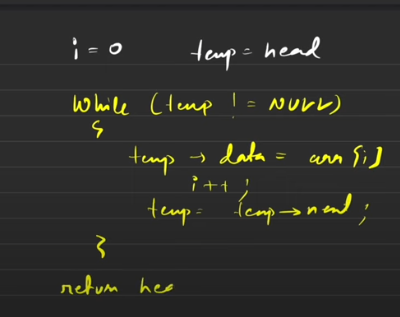 i = 0 temp = head
While (temp != NULL)
{
temp → data = arr[i]
i++;
temp = temp → next;
}
return hea